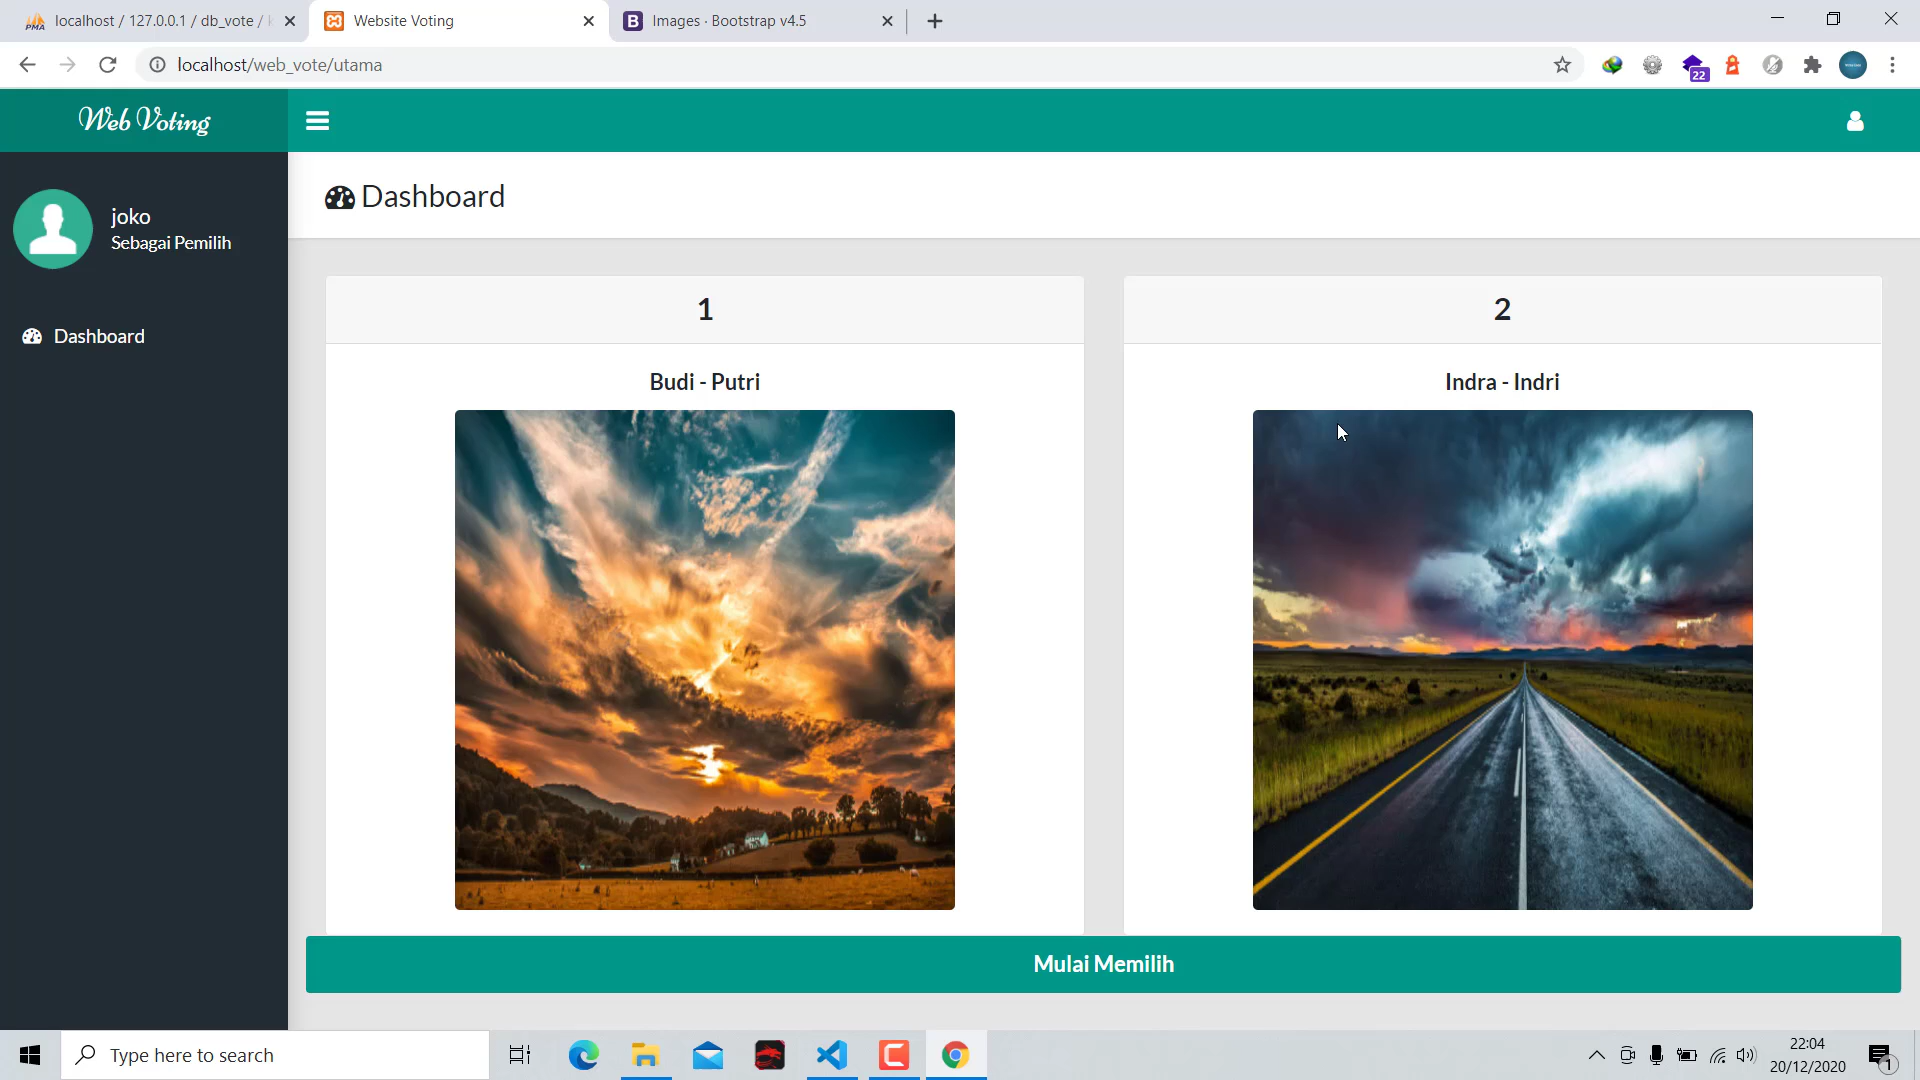 localhost / 127.0.0.1 / db_vote /
Website Voting
Images · Bootstrap v4.5
localhost/web_vote/utama
22
Web Voting
Dashboard
joko
Sebagai Pemilih
Dashboard
1
2
Budi - Putri
Indra - Indri
Mulai Memilih
Type here to search
22:04
20/12/2020
1